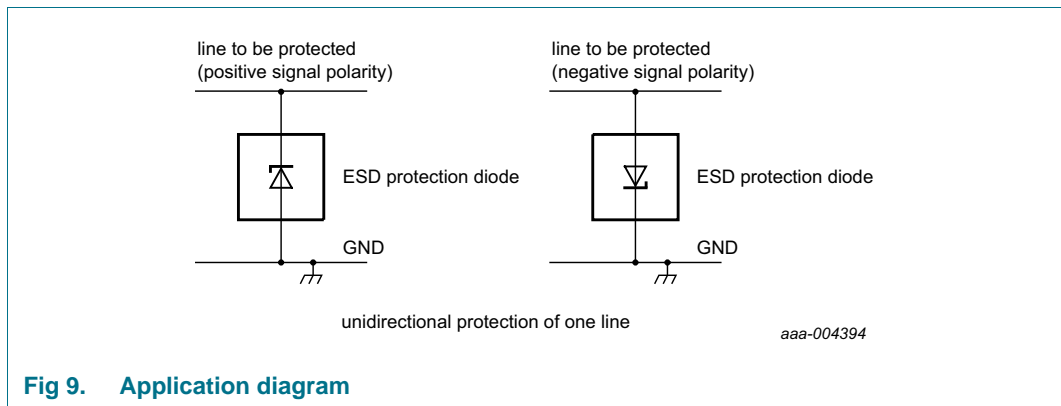 line to be protected
(positive signal polarity)
line to be protected
(negative signal polarity)
ESD protection diode
ESD protection diode
GND
GND
unidirectional protection of one line
aaa-004394
Fig 9. Application diagram